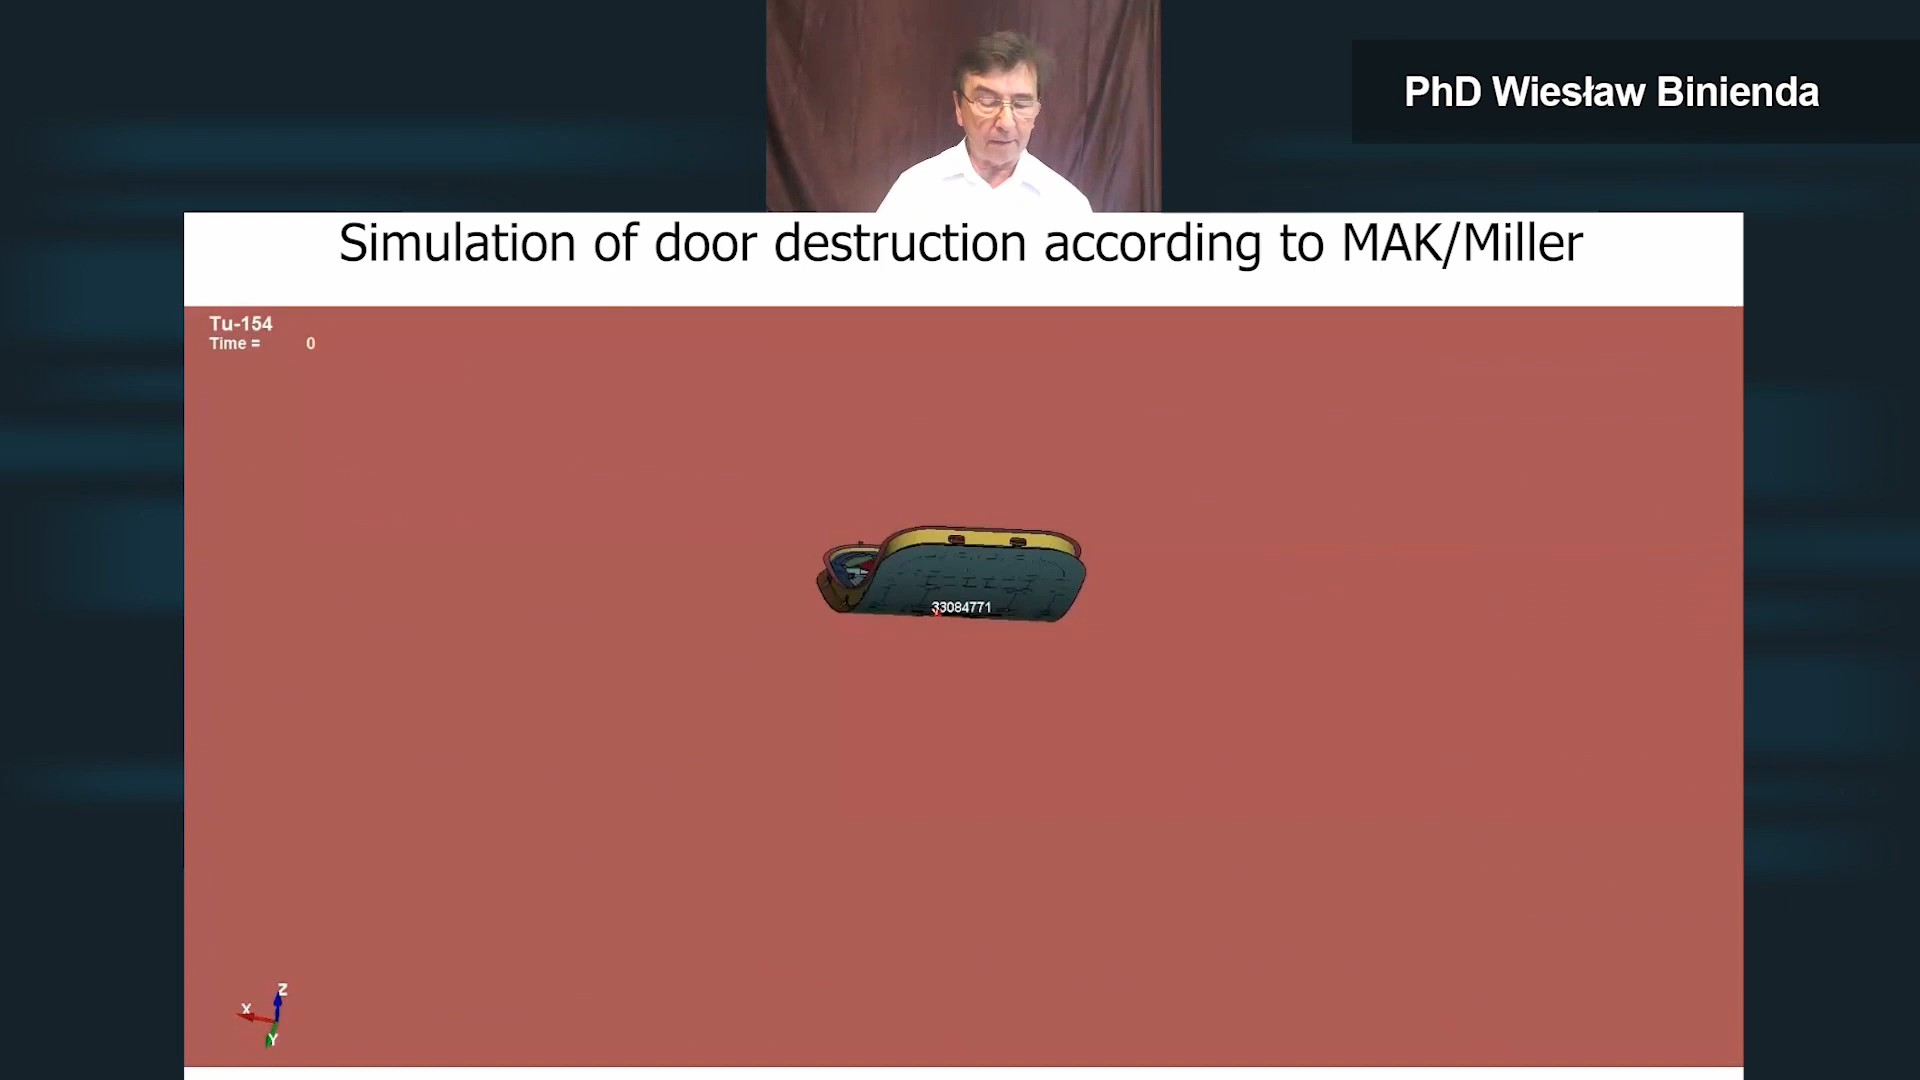 PhD Wiesław Binienda
Simulation of door destruction according to MAK/Miller
Tu-154
Time = 0
33084771
Z
X
Y